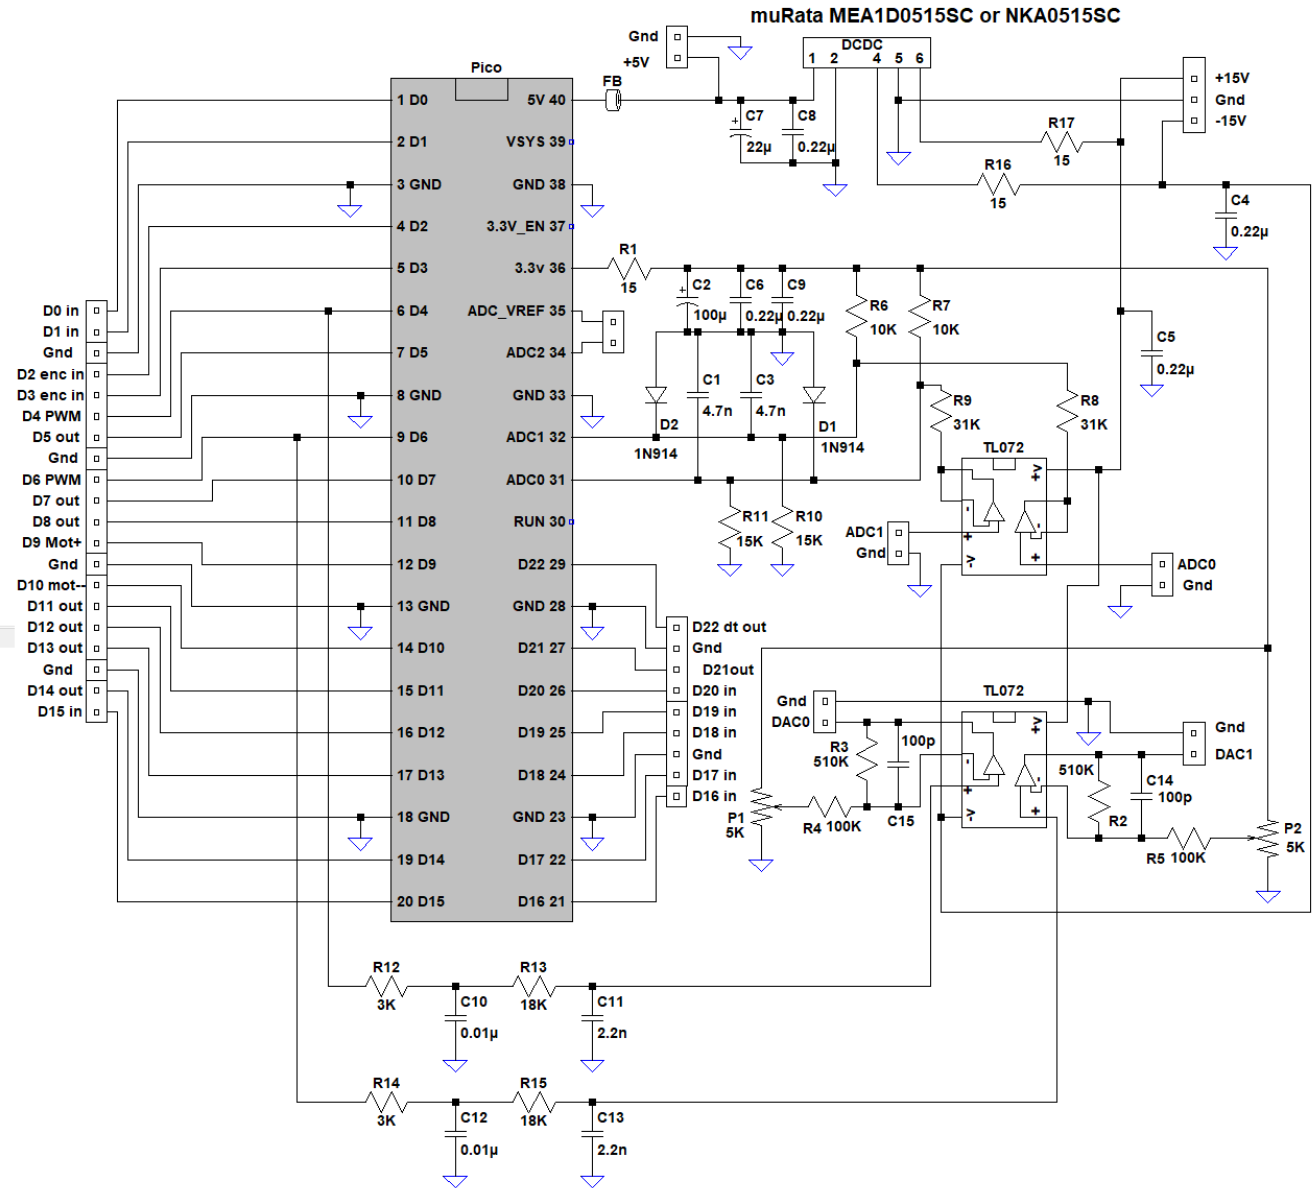 muRata MEA1D0515SC or NKA0515SC
Gnd
+5V
DCDC
1 2 4 5 6
+15V
Gnd
-15V
Pico
FB
C7
22µ
C8
0.22µ
R17
15
R16
15
C4
0.22µ
1 D0
2 D1
3 GND
4 D2
5 D3
6 D4
7 D5
8 GND
9 D6
10 D7
11 D8
12 D9
13 GND
14 D10
15 D11
16 D12
17 D13
18 GND
19 D14
20 D15
5V 40
VSYS 39
GND 38
3.3V_EN 37
3.3v 36
ADC_VREF 35
ADC2 34
GND 33
ADC1 32
ADC0 31
RUN 30
D22 29
GND 28
D21 27
D20 26
D19 25
D18 24
GND 23
D17 22
D16 21
D0 in
D1 in
Gnd
D2 enc in
D3 enc in
D4 PWM
D5 out
Gnd
D6 PWM
D7 out
D8 out
D9 Mot+
Gnd
D10 mot--
D11 out
D12 out
D13 out
Gnd
D14 out
D15 in
R1
15
C2
+
100µ
C6
0.22µ
C9
0.22µ
R6
10K
R7
10K
C5
0.22µ
D2
1N914
C1
4.7n
C3
4.7n
D1
1N914
R9
31K
R8
31K
TL072
+v
-
+
-v
-
+
R11
15K
R10
15K
ADC1
Gnd
ADC0
Gnd
D22 dt out
Gnd
D21out
D20 in
D19 in
D18 in
Gnd
D17 in
D16 in
Gnd
DAC0
TL072
+v
-
+
-v
-
+
Gnd
DAC1
R3
510K
100p
C15
P1
5K
R4 100K
510K
R2
C14
100p
R5 100K
P2
5K
R12
3K
C10
0.01µ
R13
18K
C11
2.2n
R14
3K
C12
0.01µ
R15
18K
C13
2.2n